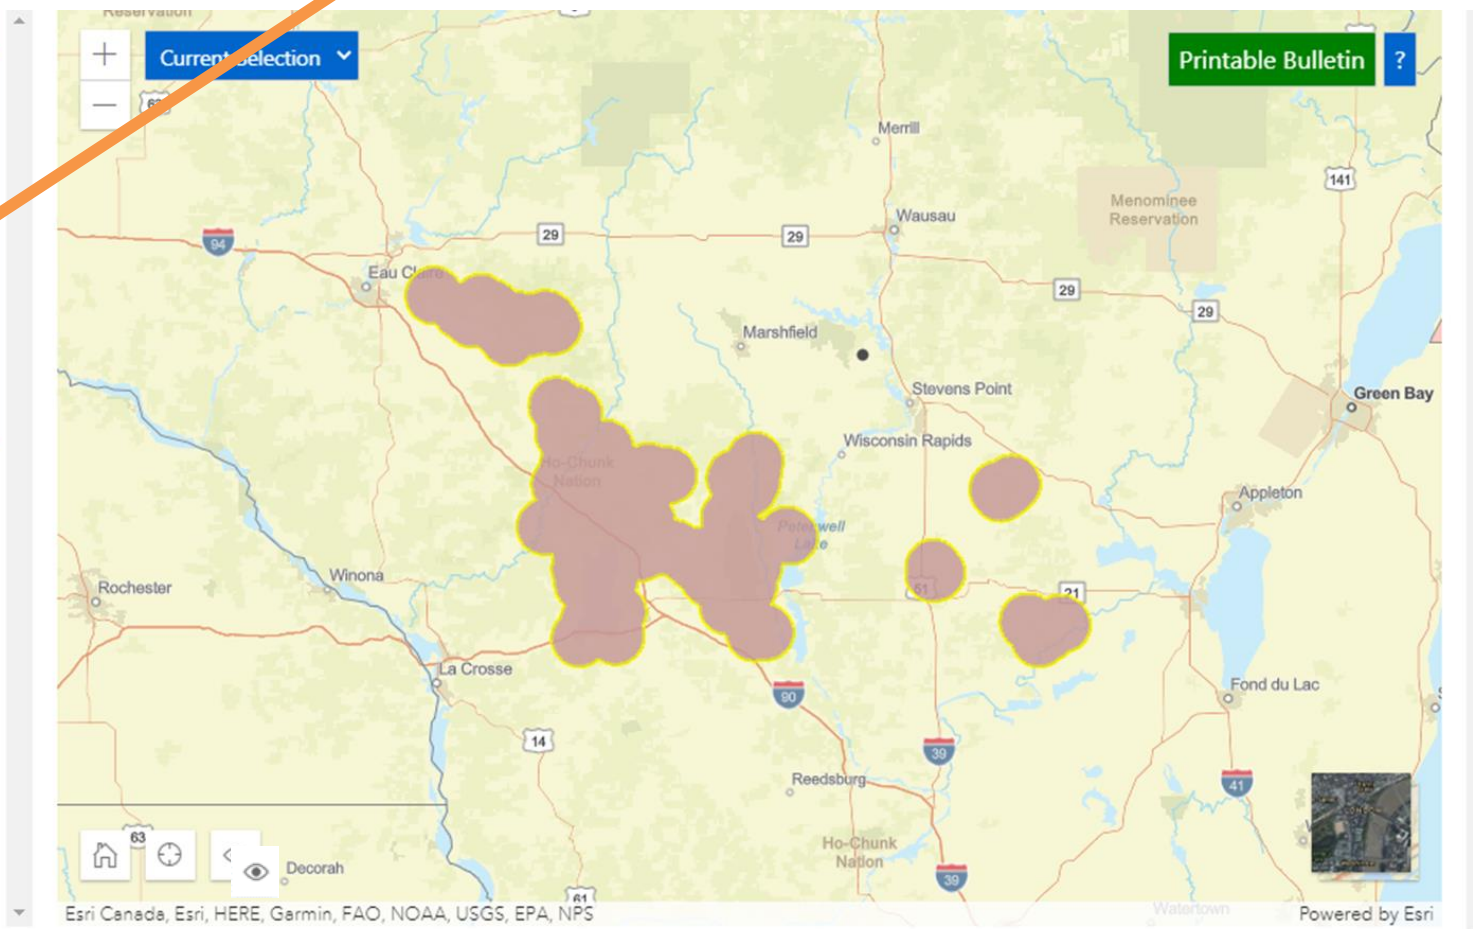 Reservation
+
Current Selection
Printable Bulletin
?
Merrill
141
Menominee
Reservation
Wausau
29
29
94
Eau Claire
29
29
Marshfield
Stevens Point
Green Bay
Wisconsin Rapids
Ho-Chunk
Nation
Appleton
Petenwell
Lake
Winona
Rochester
51
21
La Crosse
Fond du Lac
90
14
39
Reedsburg
41
63
Ho-Chunk
Nation
Decorah
39
61
Watertown
Esri Canada, Esri, HERE, Garmin, FAO, NOAA, USGS, EPA, NPS
Powered by Esri